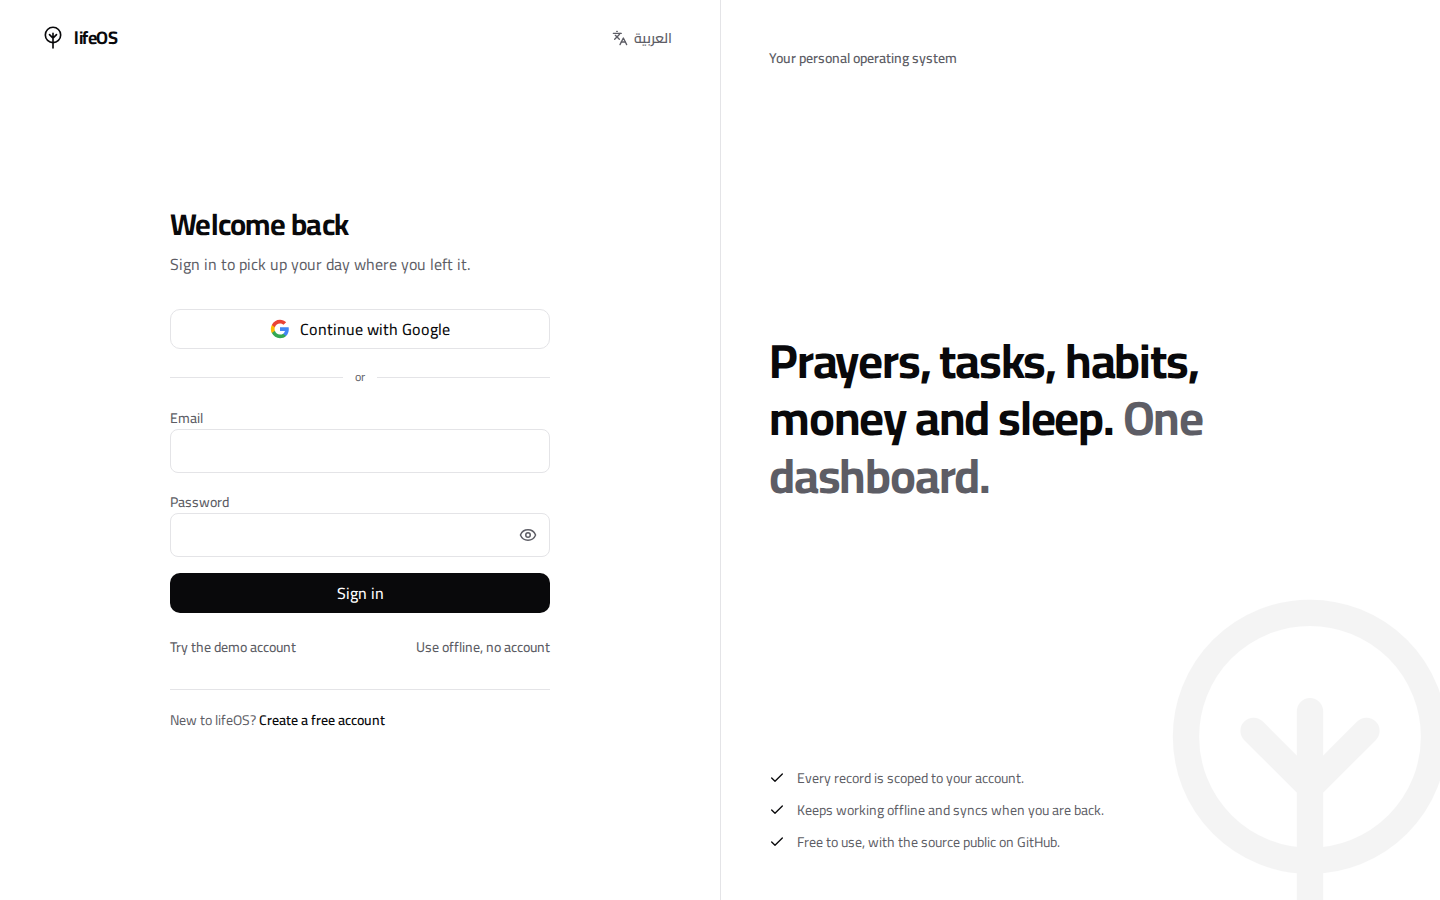 lifeOS
العربية
Welcome back
Sign in to pick up your day where you left it.
Continue with Google
or
Email
Password
Sign in
Try the demo account
Use offline, no account
New to lifeOS? Create a free account
Your personal operating system
Prayers, tasks, habits,
money and sleep. One
dashboard.
Every record is scoped to your account.
Keeps working offline and syncs when you are back.
Free to use, with the source public on GitHub.